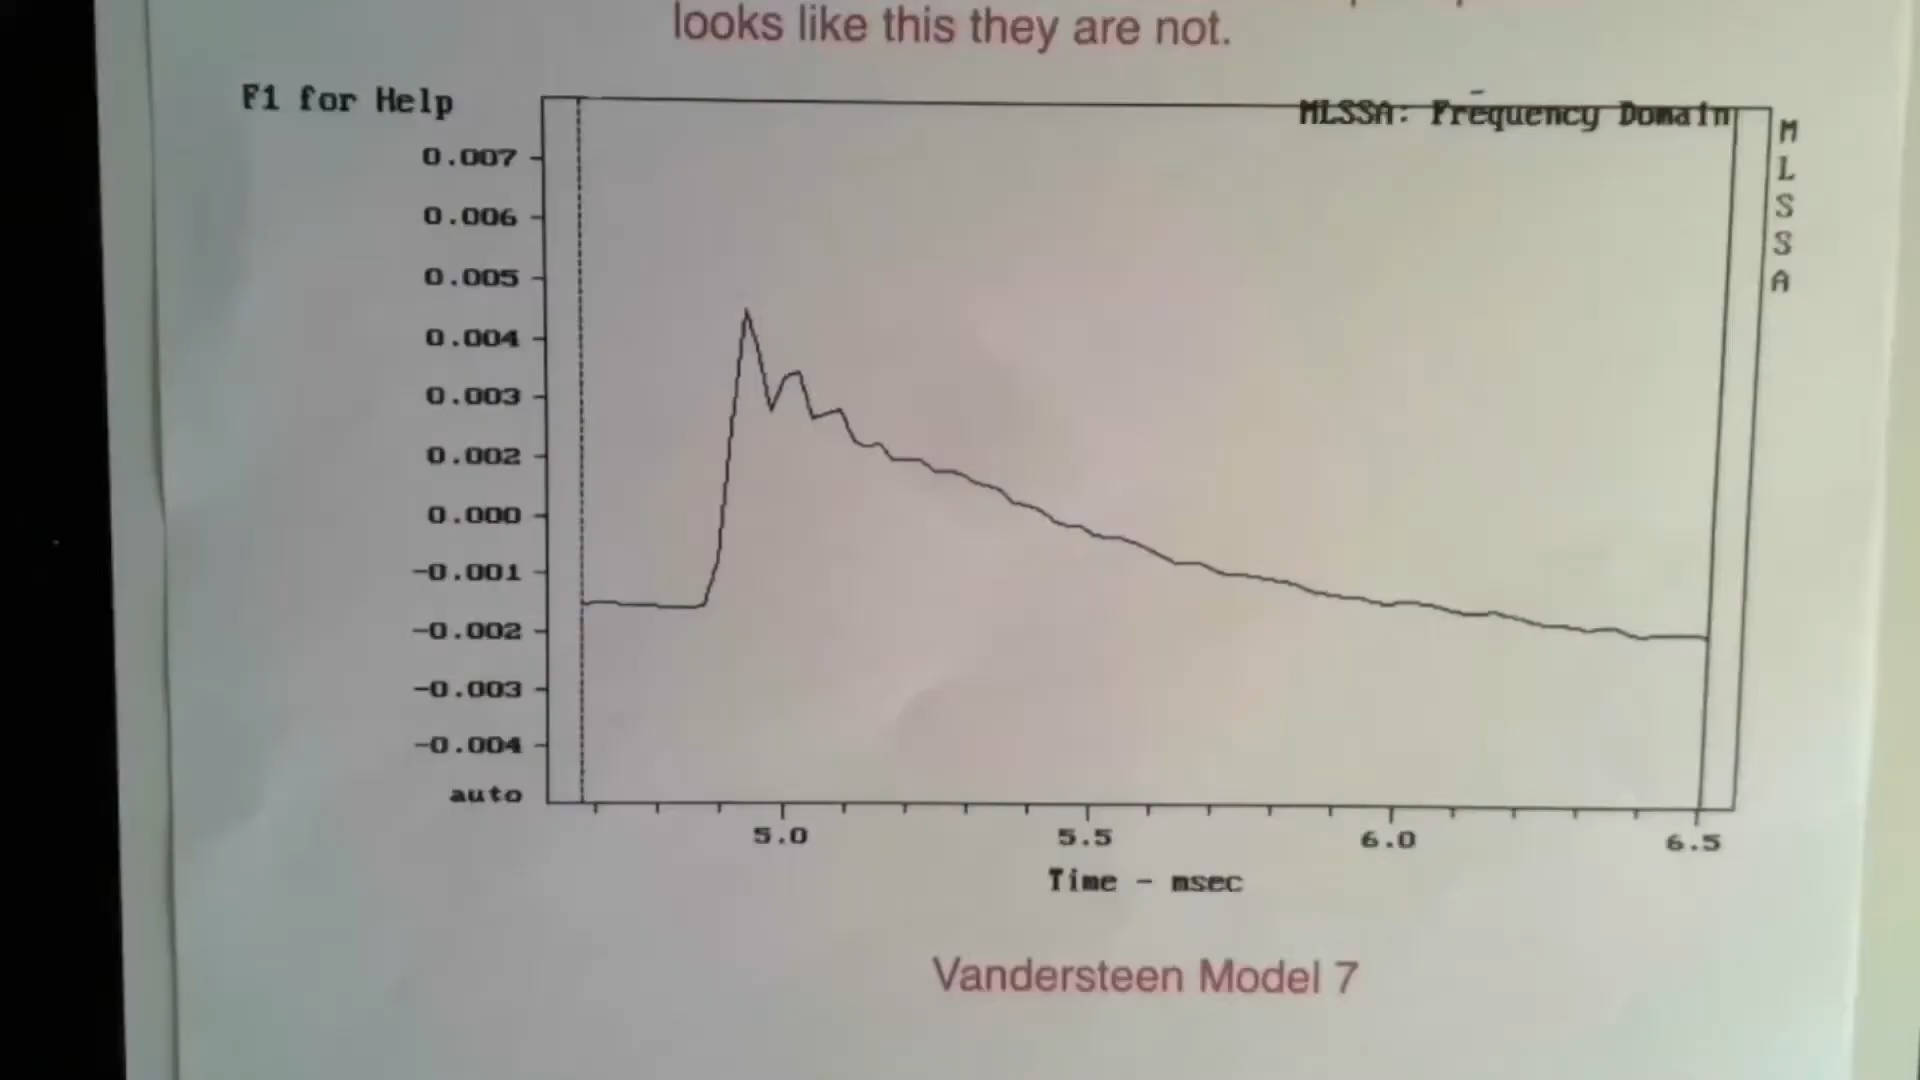 looks like this they are not.
F1 for Help
MLSSA: Frequency Domain
M
L
S
S
A
0.007
0.006
0.005
0.004
0.003
0.002
0.000
-0.001
-0.002
-0.003
-0.004
auto
5.0 5.5 6.0 6.5
Time - msec
Vandersteen Model 7